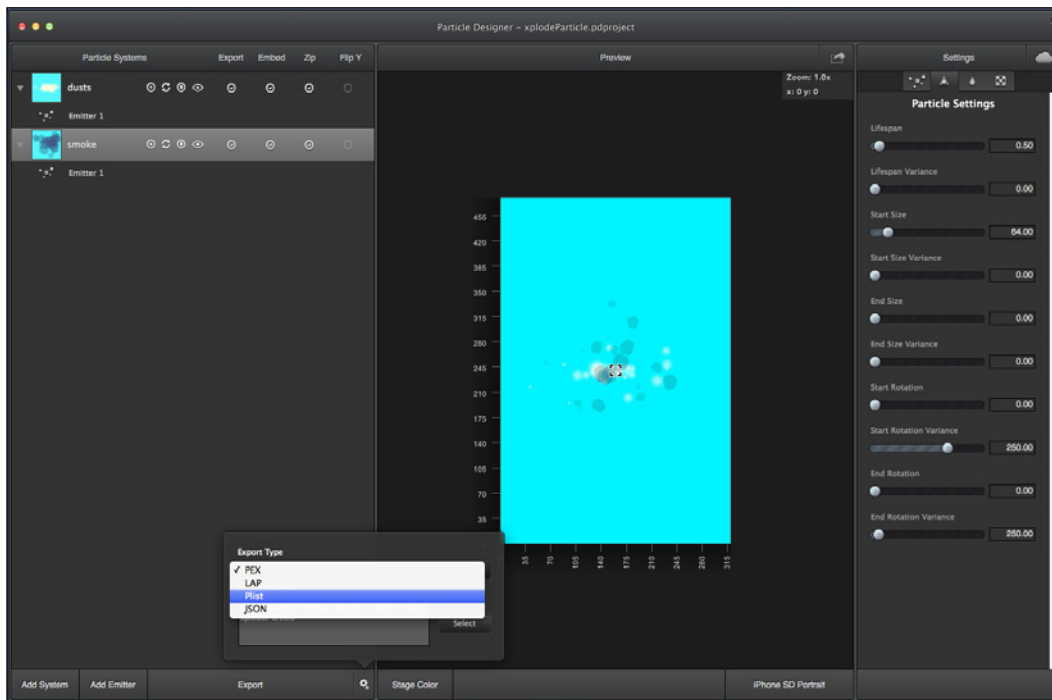 Particle Designer – xplodeParticle.pdproject
Particle Systems Export Embed Zip Flip Y
dusts
Emitter 1
smoke
Emitter 1
Export Type
✓ PEX
LAP
Plist
JSON
Select
Add System Add Emitter Export
Preview
Zoom: 1.0x
x: 0 y: 0
455
420
385
350
315
280
245
210
175
140
105
70
35
35 70 105 140 175 210 245 280 315
Stage Color iPhone SD Portrait
Settings
Particle Settings
Lifespan
0.50
Lifespan Variance
0.00
Start Size
64.00
Start Size Variance
0.00
End Size
0.00
End Size Variance
0.00
Start Rotation
0.00
Start Rotation Variance
250.00
End Rotation
0.00
End Rotation Variance
250.00